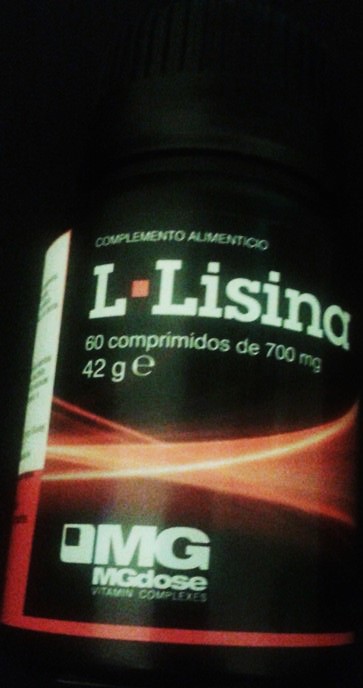 COMPLEMENTO ALIMENTICIO
L·Lisina
60 comprimidos de 700 mg
42 g ℮
MG
MGdose
VITAMIN COMPLEXES